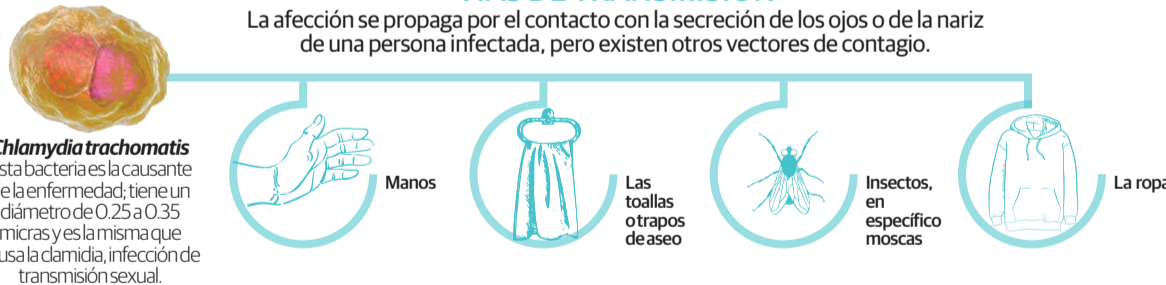 VÍAS DE TRANSMISIÓN
La afección se propaga por el contacto con la secreción de los ojos o de la nariz
de una persona infectada, pero existen otros vectores de contagio.
Chlamydia trachomatis
sta bacteria es la causante
e la enfermedad; tiene un
diámetro de 0.25 a 0.35
micras y es la misma que
usa la clamidia, infección de
transmisión sexual.
Manos
Las
toallas
o trapos
de aseo
Insectos,
en
específico
moscas
La ropa